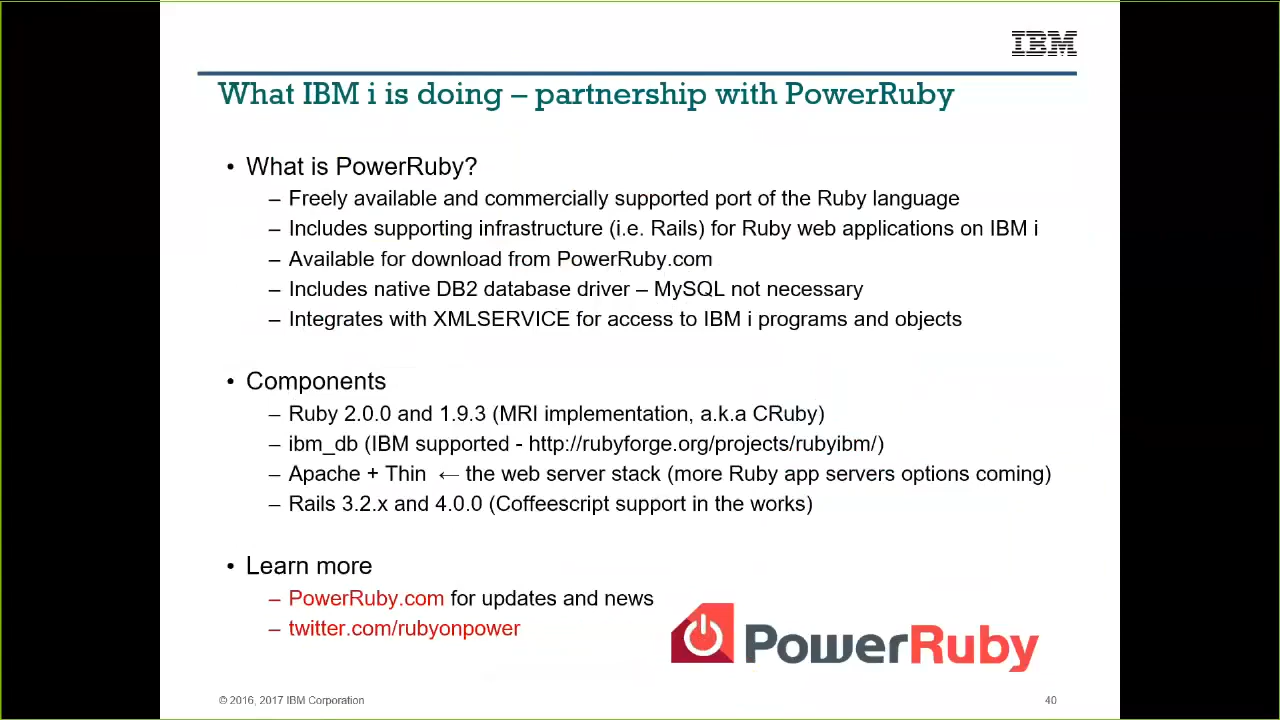 IBM
What IBM i is doing – partnership with PowerRuby
• What is PowerRuby?
– Freely available and commercially supported port of the Ruby language
– Includes supporting infrastructure (i.e. Rails) for Ruby web applications on IBM i
– Available for download from PowerRuby.com
– Includes native DB2 database driver – MySQL not necessary
– Integrates with XMLSERVICE for access to IBM i programs and objects
• Components
– Ruby 2.0.0 and 1.9.3 (MRI implementation, a.k.a CRuby)
– ibm_db (IBM supported - http://rubyforge.org/projects/rubyibm/)
– Apache + Thin ← the web server stack (more Ruby app servers options coming)
– Rails 3.2.x and 4.0.0 (Coffeescript support in the works)
• Learn more
– PowerRuby.com for updates and news
– twitter.com/rubyonpower
PowerRuby
© 2016, 2017 IBM Corporation
40